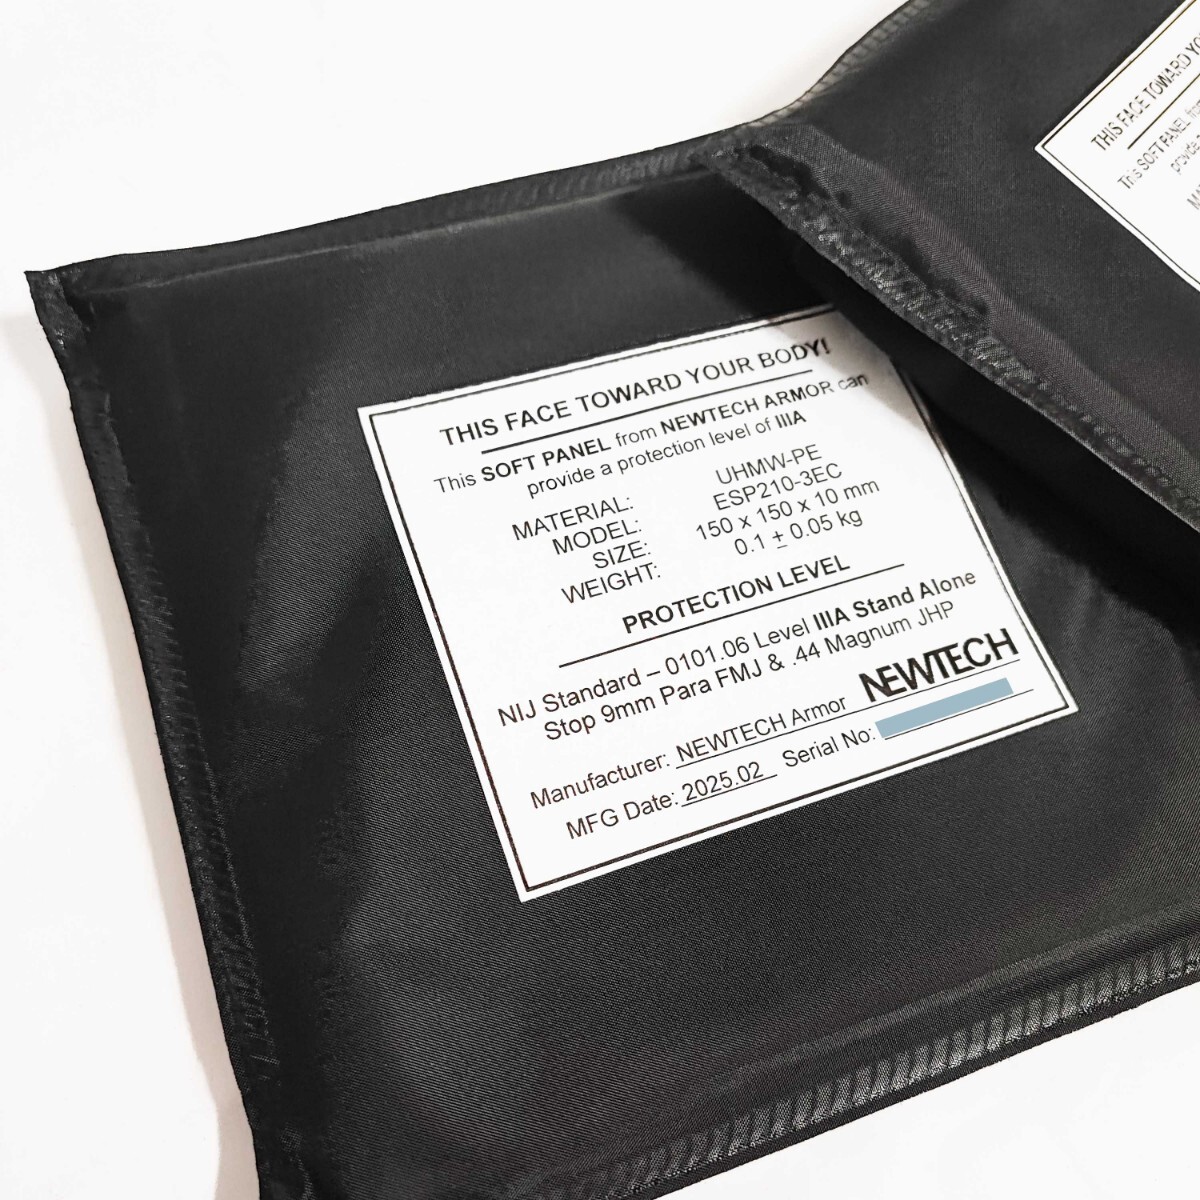 THIS FACE TOWARD YOUR BODY!
This SOFT PANEL from NEWTECH ARMOR can
provide a protection level of IIIA
MATERIAL: UHMW-PE
MODEL: ESP210-3EC
SIZE: 150 x 150 x 10 mm
WEIGHT: 0.1 ± 0.05 kg
PROTECTION LEVEL
NIJ Standard – 0101.06 Level IIIA Stand Alone
Stop 9mm Para FMJ & .44 Magnum JHP
Manufacturer: NEWTECH Armor NEWTECH
MFG Date: 2025.02 Serial No:
THIS FACE TOWARD
This SOFT PANEL